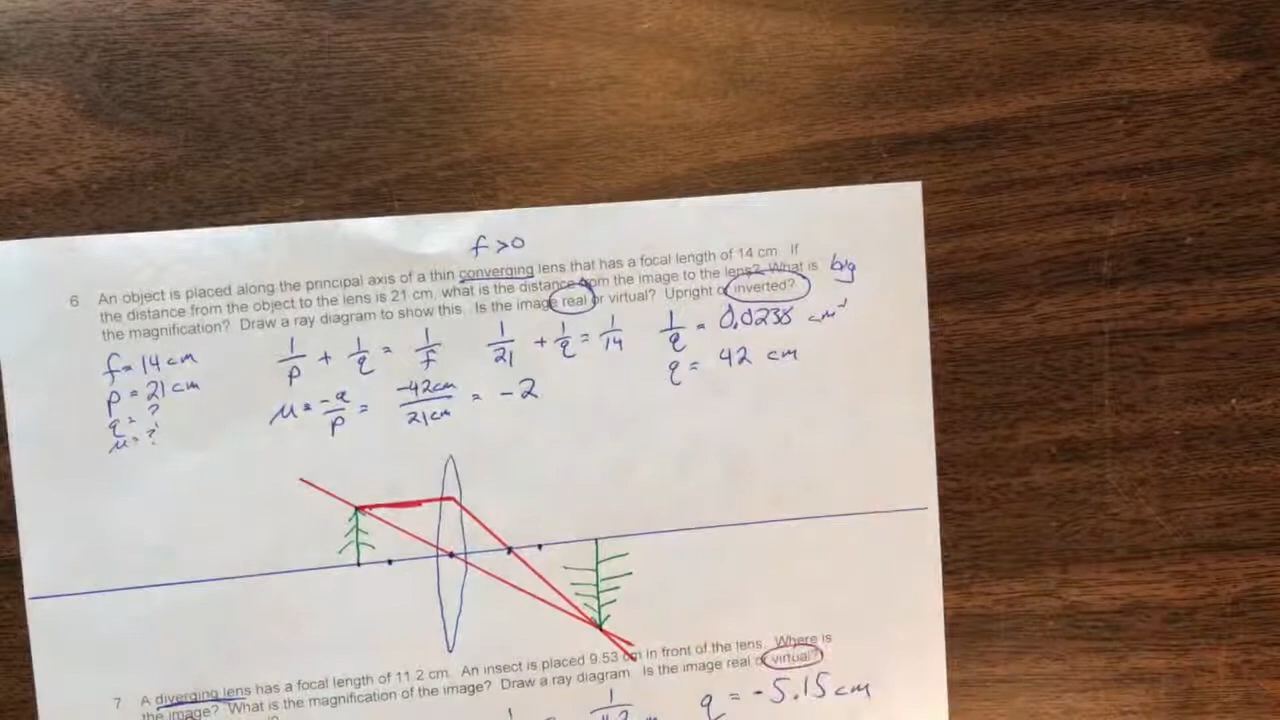 f >0
6 An object is placed along the principal axis of a thin converging lens that has a focal length of 14 cm. If
the distance from the object to the lens is 21 cm, what is the distance from the image to the lens? What is big
the magnification? Draw a ray diagram to show this. Is the image real or virtual? Upright or inverted?
f= 14 cm 1/p + 1/q = 1/f 1/21 + 1/q = 1/14 1/q = 0.0238 cm⁻¹
p = 21 cm q = 42 cm
q= ? M = -q/p = -42cm/21cm = -2
M= ?
7 A diverging lens has a focal length of 11.2 cm. An insect is placed 9.53 cm in front of the lens. Where is
the image? What is the magnification of the image? Draw a ray diagram. Is the image real or virtual?
q = -5.15 cm